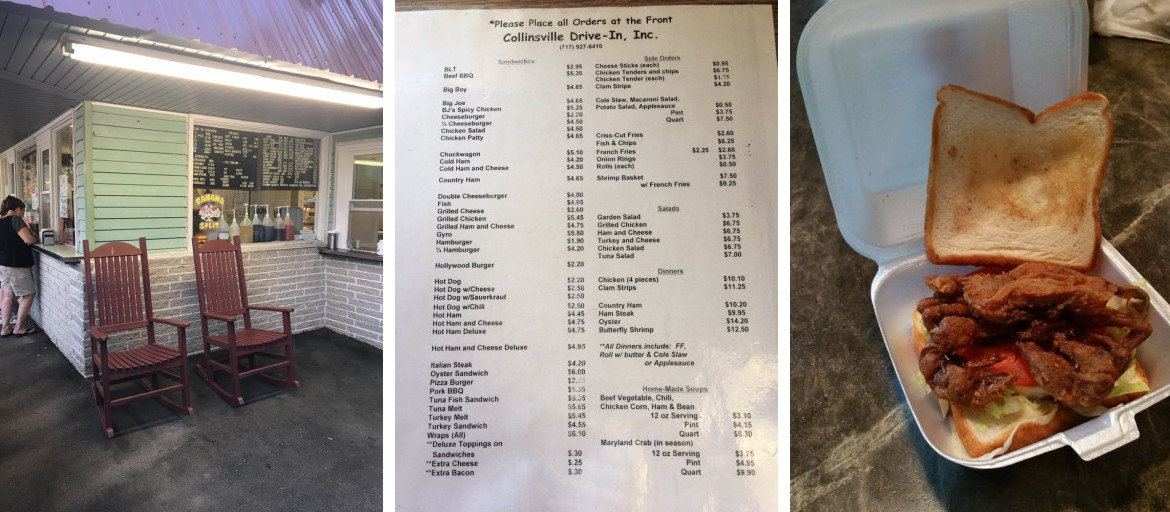 BANANA
SPLIT
*Please Place all Orders at the Front
Collinsville Drive-In, Inc.
(717) 927-6410
Sandwiches
BLT $2.95
Beef BBQ $5.35
Big Boy $4.65
Big Joe $4.65
BJ's Spicy Chicken $5.25
Cheeseburger $2.20
¼ Cheeseburger $4.50
Chicken Salad $4.50
Chicken Patty $4.65
Chuckwagon $5.10
Cold Ham $4.20
Cold Ham and Cheese $4.50
Country Ham $4.65
Double Cheeseburger $4.00
Fish $4.95
Grilled Cheese $2.60
Grilled Chicken $5.45
Grilled Ham and Cheese $4.75
Gyro $5.80
Hamburger $1.90
¼ Hamburger $4.20
Hollywood Burger $2.20
Hot Dog $2.20
Hot Dog w/Cheese $2.50
Hot Dog w/Sauerkraut $2.50
Hot Dog w/Chili $2.50
Hot Ham $4.45
Hot Ham and Cheese $4.75
Hot Ham Deluxe $4.75
Hot Ham and Cheese Deluxe $4.95
Italian Steak $4.20
Oyster Sandwich $6.00
Pizza Burger
Pork BBQ $5.35
Tuna Fish Sandwich
Tuna Melt $5.65
Turkey Melt $5.45
Turkey Sandwich $4.55
Wraps (All) $6.10
**Deluxe Toppings on
Sandwiches $.30
**Extra Cheese $.25
**Extra Bacon $.30
Side Orders
Cheese Sticks (each) $0.95
Chicken Tenders and chips $6.75
Chicken Tender (each) $1.75
Clam Strips $4.20
Cole Slaw, Macaroni Salad,
Potato Salad, Applesauce $0.50
Pint $3.75
Quart $7.50
Criss-Cut Fries $2.60
Fish & Chips $6.25
French Fries $2.25 $2.60
Onion Rings $3.75
Rolls (each) $0.50
Shrimp Basket $7.50
w/ French Fries $9.25
Salads
Garden Salad $3.75
Grilled Chicken $6.75
Ham and Cheese $6.75
Turkey and Cheese $6.75
Chicken Salad $6.75
Tuna Salad $7.00
Dinners
Chicken (4 pieces) $10.10
Clam Strips $11.25
Country Ham $10.20
Ham Steak $9.95
Oyster $14.20
Butterfly Shrimp $12.50
**All Dinners include: FF,
Roll w/ butter & Cole Slaw
or Applesauce
Home-Made Soups
Beef Vegetable, Chili,
Chicken Corn, Ham & Bean
12 oz Serving $3.10
Pint $4.15
Quart $8.30
Maryland Crab (in season)
12 oz Serving $3.75
Pint $4.95
Quart $9.90